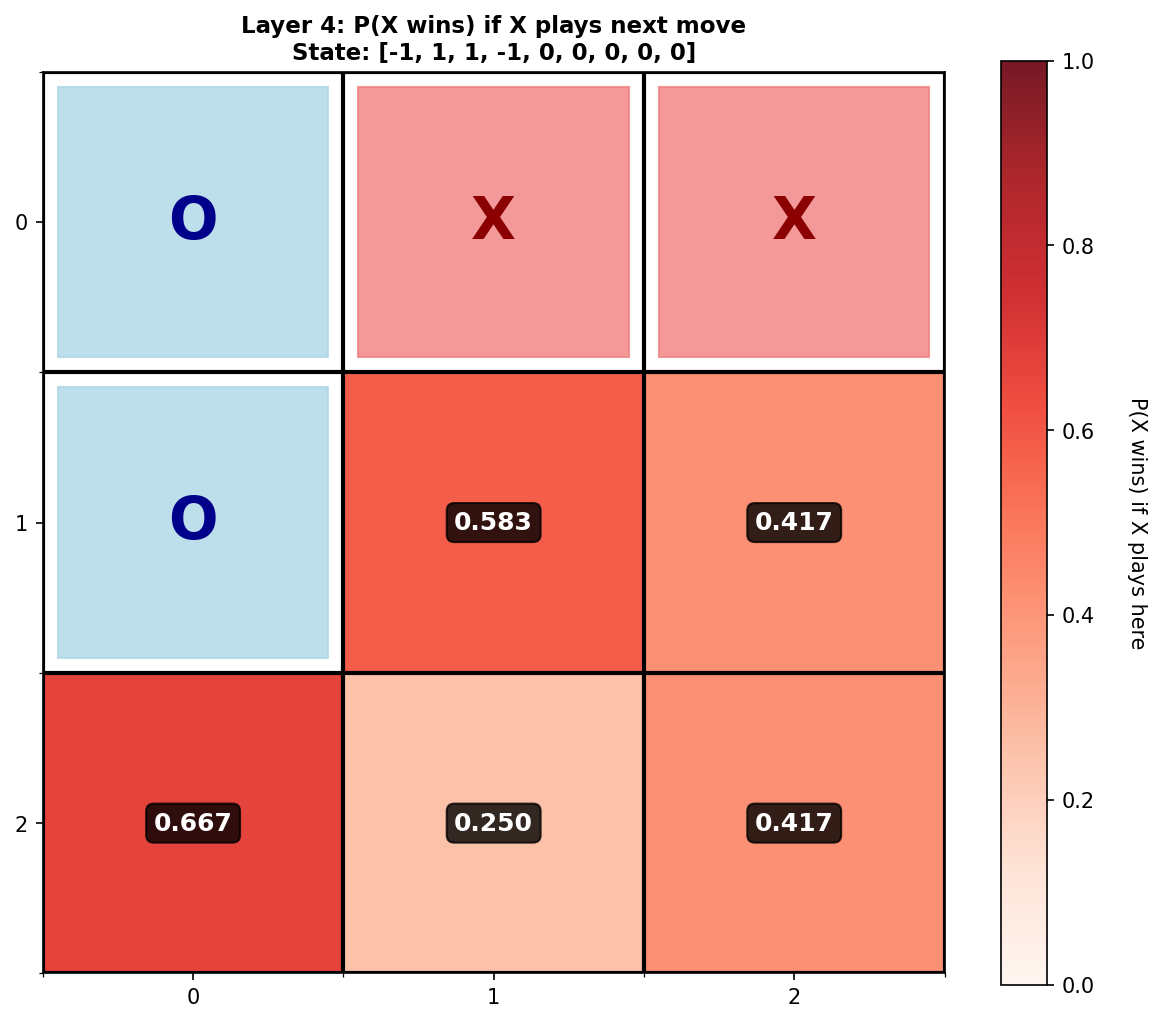 Layer 4: P(X wins) if X plays next move
State: [-1, 1, 1, -1, 0, 0, 0, 0, 0]
0
O
X
X
1
O
0.583
0.417
2
0.667
0.250
0.417
0
1
2
1.0
0.8
0.6
0.4
0.2
0.0
P(X wins) if X plays here